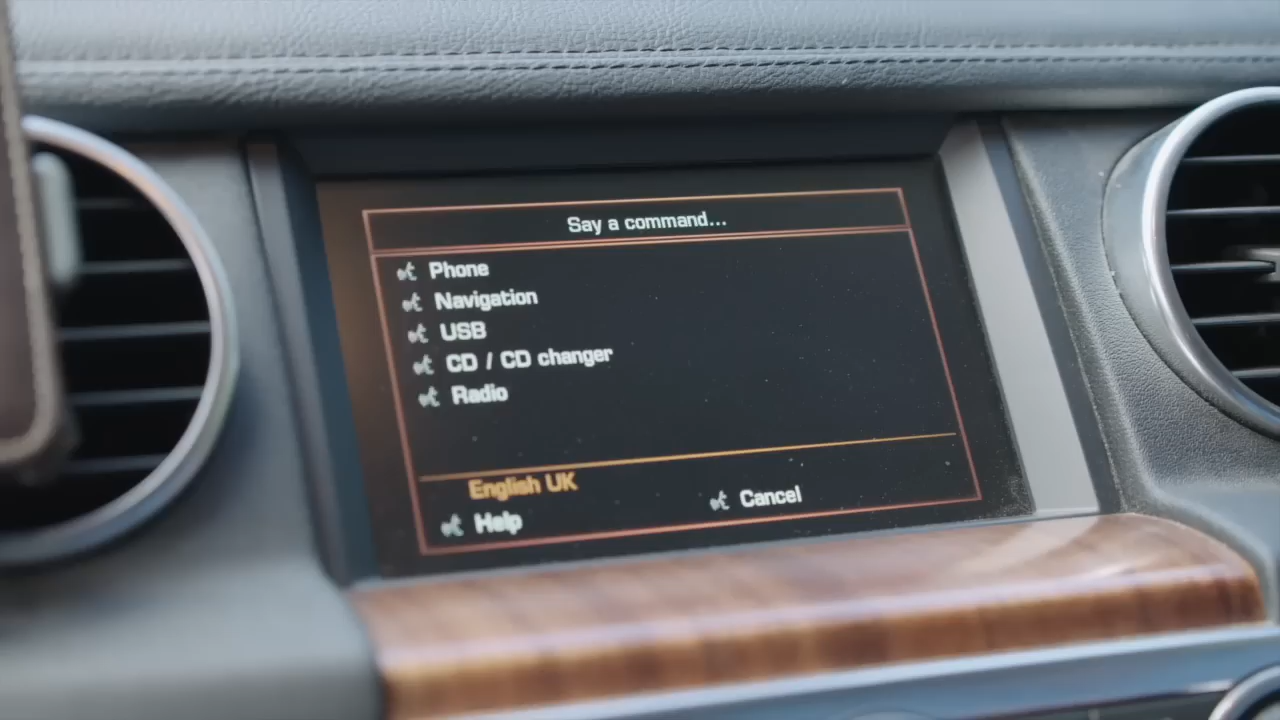 Say a command...
Phone
Navigation
USB
CD / CD changer
Radio
English UK
Help
Cancel